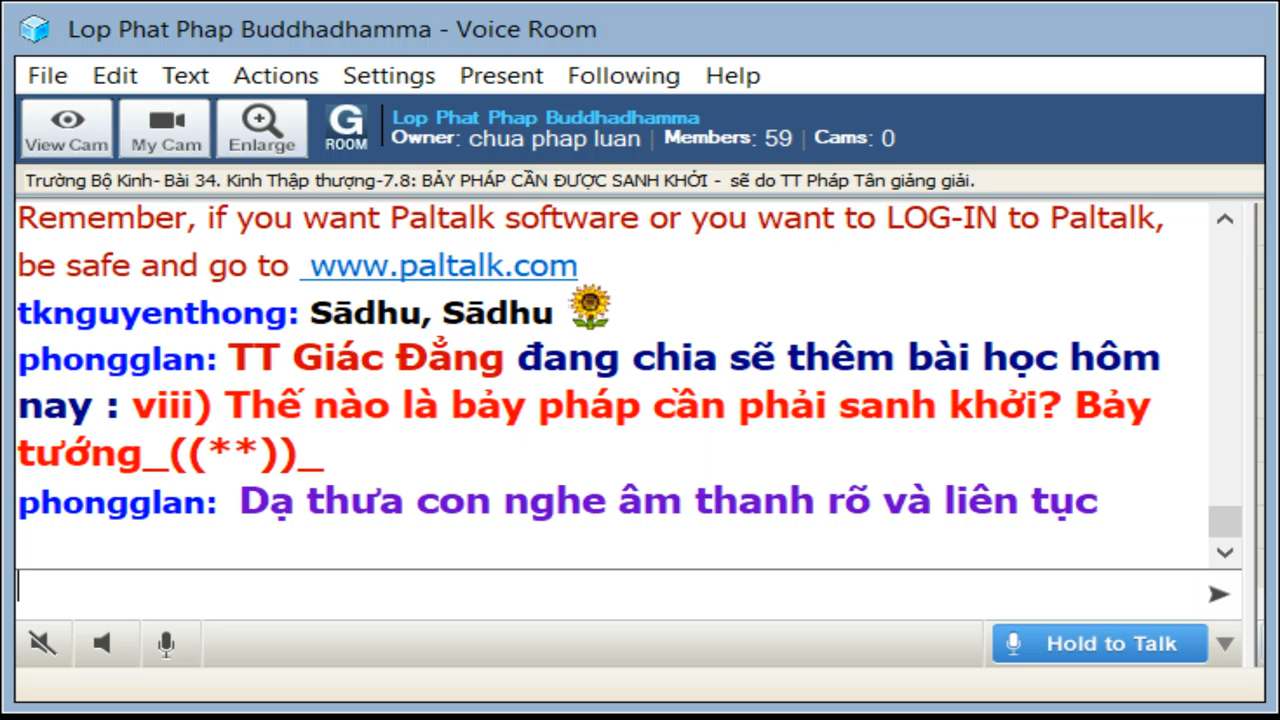 Lop Phat Phap Buddhadhamma - Voice Room
File Edit Text Actions Settings Present Following Help
View Cam My Cam Enlarge G ROOM
Lop Phat Phap Buddhadhamma
Owner: chua phap luan | Members: 59 | Cams: 0
Trường Bộ Kinh- Bài 34. Kinh Thập thượng-7.8: BẢY PHÁP CẦN ĐƯỢC SANH KHỞI - sẽ do TT Pháp Tân giảng giải.
Remember, if you want Paltalk software or you want to LOG-IN to Paltalk,
be safe and go to www.paltalk.com
tknguyenthong: Sādhu, Sādhu
phongglan: TT Giác Đẳng đang chia sẽ thêm bài học hôm
nay : viii) Thế nào là bảy pháp cần phải sanh khởi? Bảy
tướng_((**))_
phongglan: Dạ thưa con nghe âm thanh rõ và liên tục
Hold to Talk